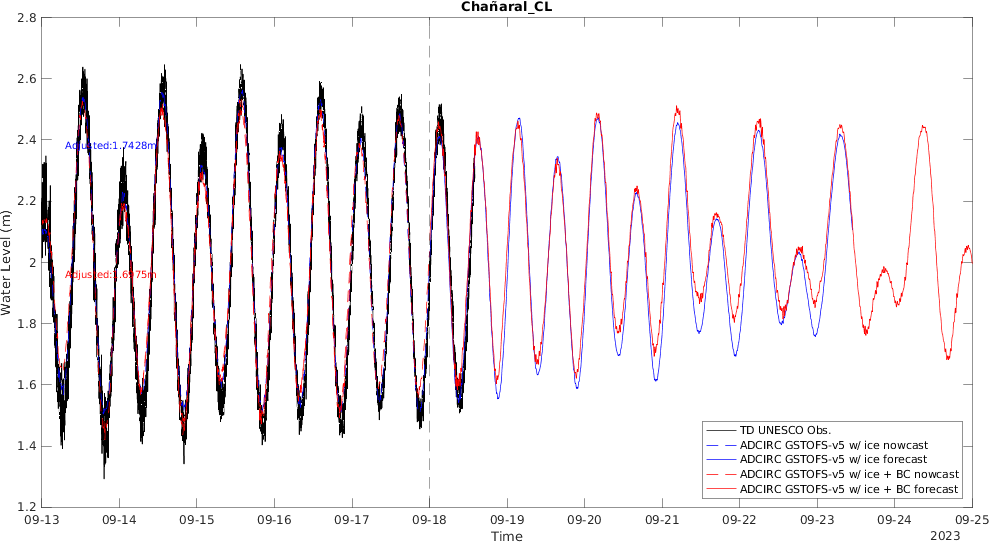 Chañaral_CL
2.8
2.6
2.4
2.2
2
1.8
1.6
1.4
1.2
Water Level (m)
Adjusted:1.7428m
Adjusted:1.6975m
TD UNESCO Obs.
ADCIRC GSTOFS-v5 w/ ice nowcast
ADCIRC GSTOFS-v5 w/ ice forecast
ADCIRC GSTOFS-v5 w/ ice + BC nowcast
ADCIRC GSTOFS-v5 w/ ice + BC forecast
09-13 09-14 09-15 09-16 09-17 09-18 09-19 09-20 09-21 09-22 09-23 09-24 09-25
Time
2023